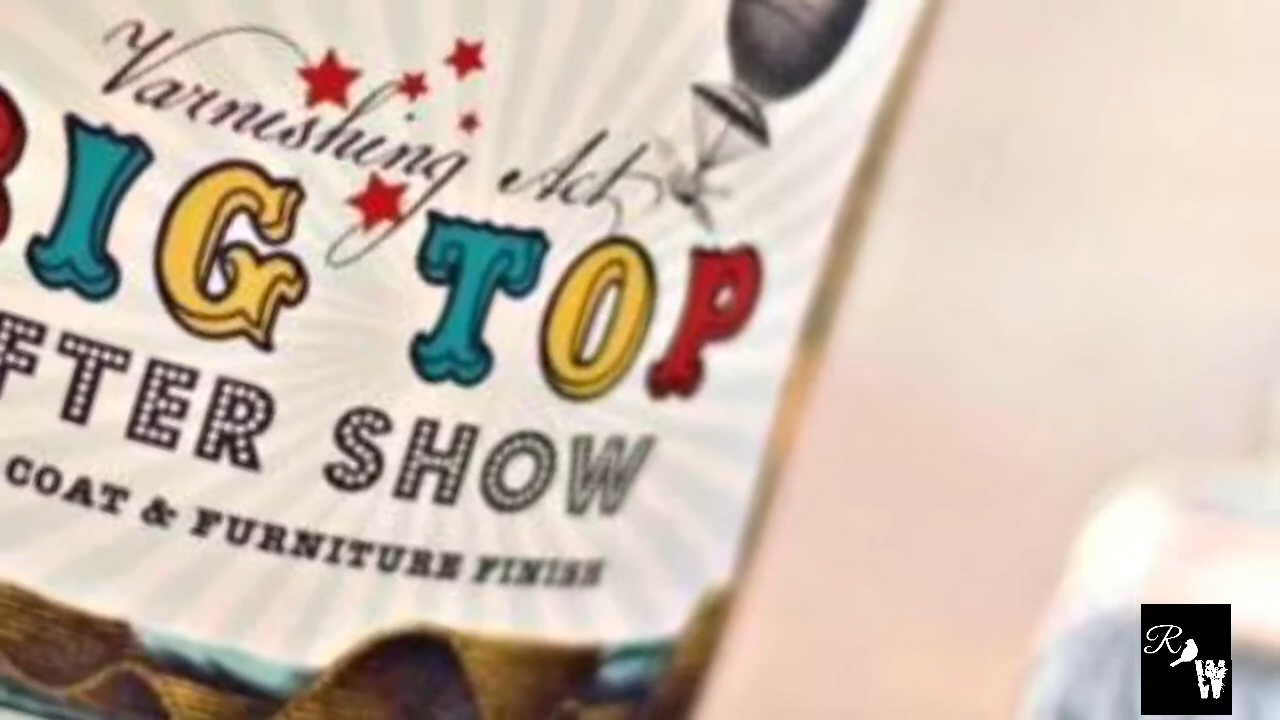 Varnishing Act
BIG TOP
FTER SHOW
COAT & FURNITURE FINISH
R W